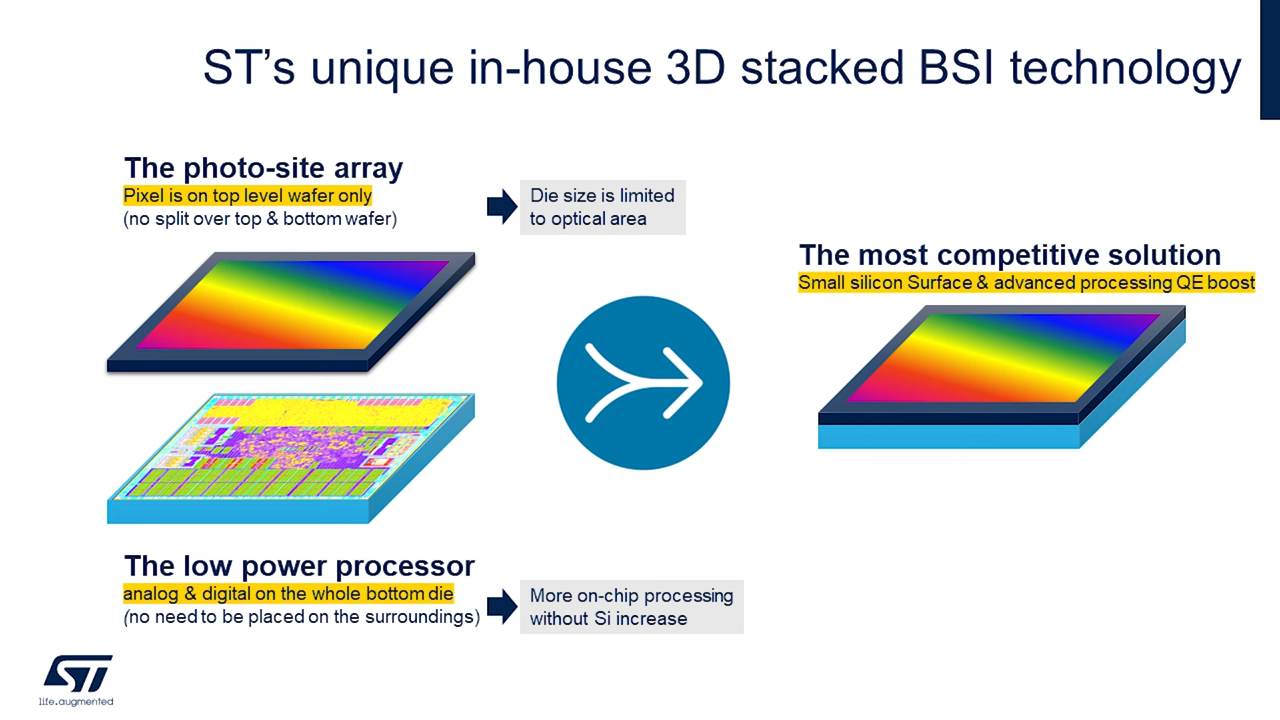 ST’s unique in-house 3D stacked BSI technology
The photo-site array
Pixel is on top level wafer only
(no split over top & bottom wafer)
Die size is limited
to optical area
The most competitive solution
Small silicon Surface & advanced processing QE boost
The low power processor
analog & digital on the whole bottom die
(no need to be placed on the surroundings)
More on-chip processing
without Si increase
ST
life.augmented